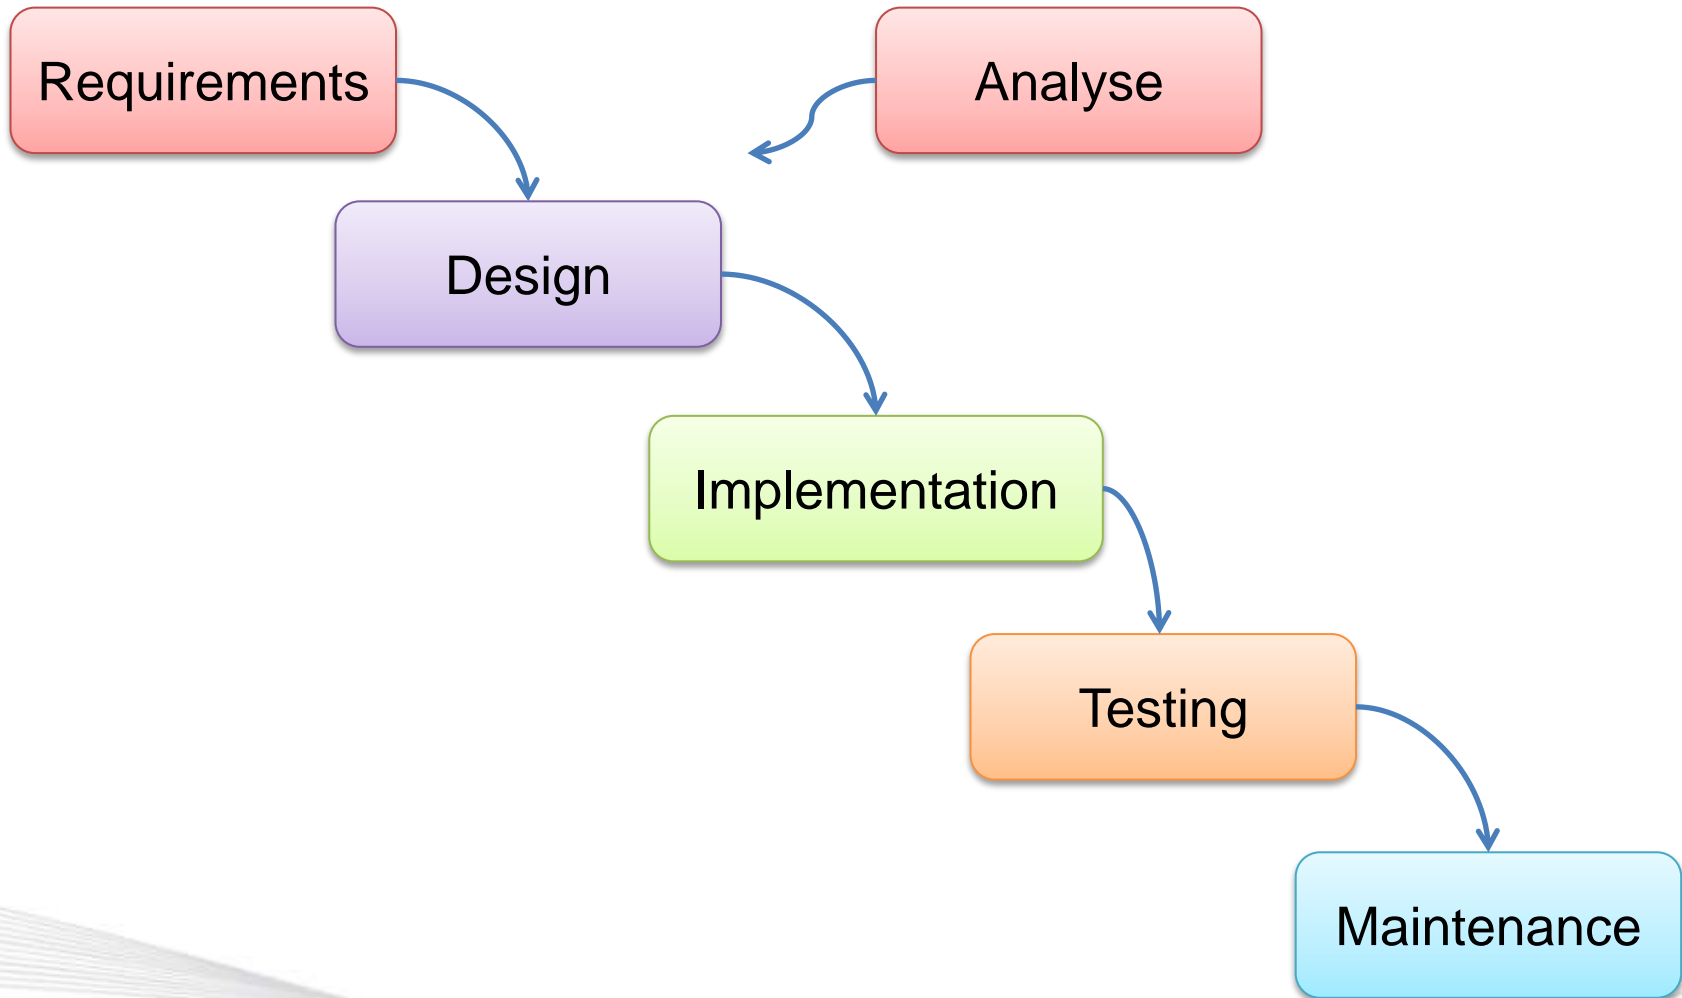 Requirements
Analyse
Design
Implementation
Testing
Maintenance